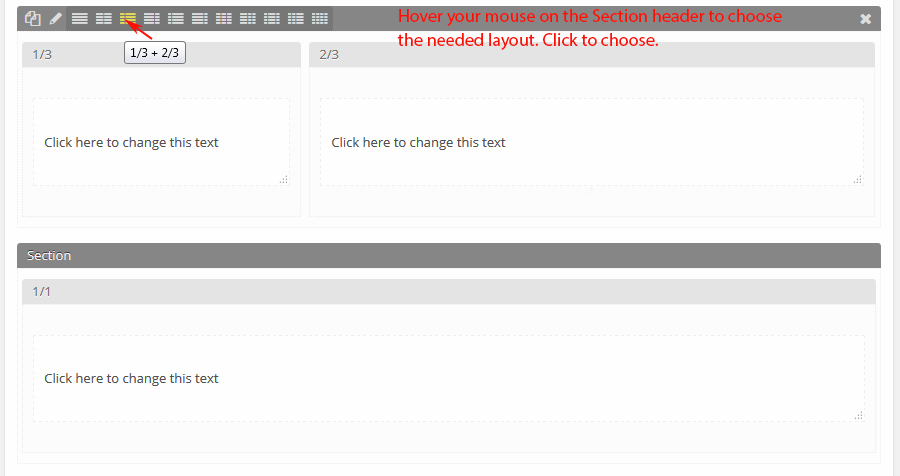 Hover your mouse on the Section header to choose
the needed layout. Click to choose.
1/3 + 2/3
1/3
2/3
Click here to change this text
Click here to change this text
Section
1/1
Click here to change this text